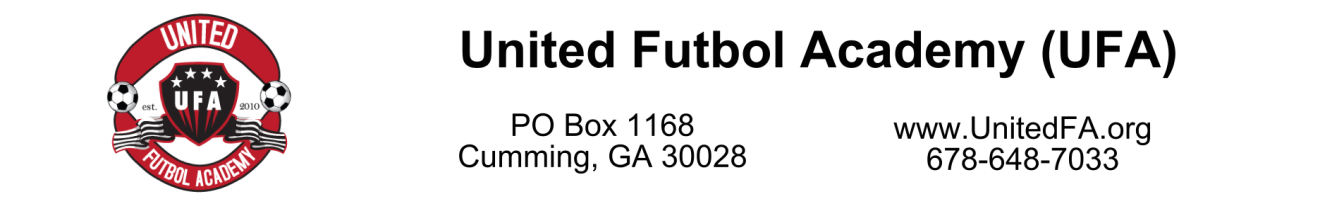 UNITED
est. UFA 2010
FUTBOL ACADEMY
United Futbol Academy (UFA)
PO Box 1168
Cumming, GA 30028
www.UnitedFA.org
678-648-7033